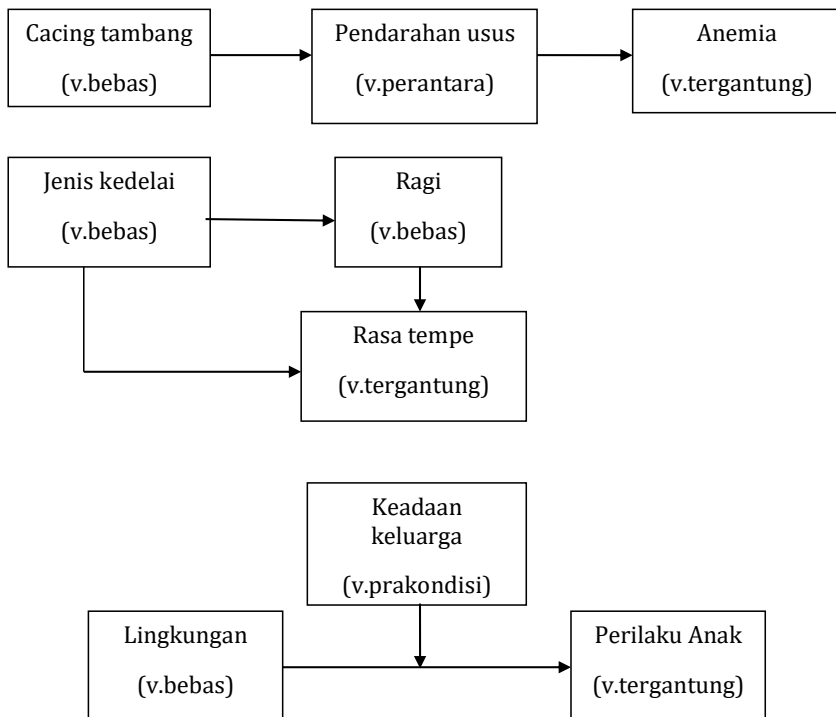 Cacing tambang
(v.bebas)
Pendarahan usus
(v.perantara)
Anemia
(v.tergantung)
Jenis kedelai
(v.bebas)
Ragi
(v.bebas)
Rasa tempe
(v.tergantung)
Keadaan
keluarga
(v.prakondisi)
Lingkungan
(v.bebas)
Perilaku Anak
(v.tergantung)